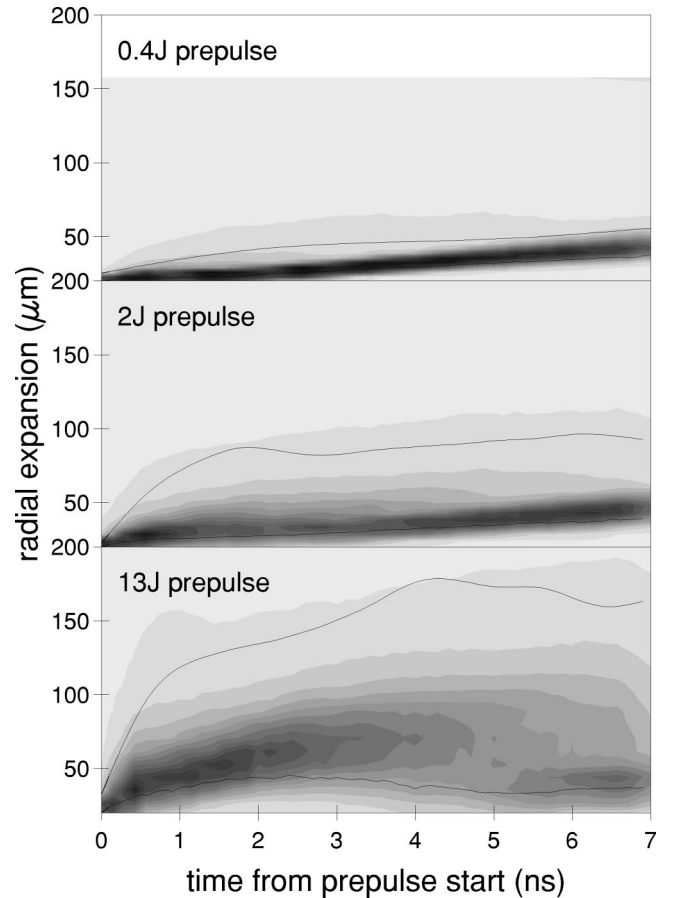 200
0.4J prepulse
150
100
50
200
2J prepulse
150
100
50
200
13J prepulse
150
100
50
0 1 2 3 4 5 6 7
time from prepulse start (ns)
radial expansion (μm)